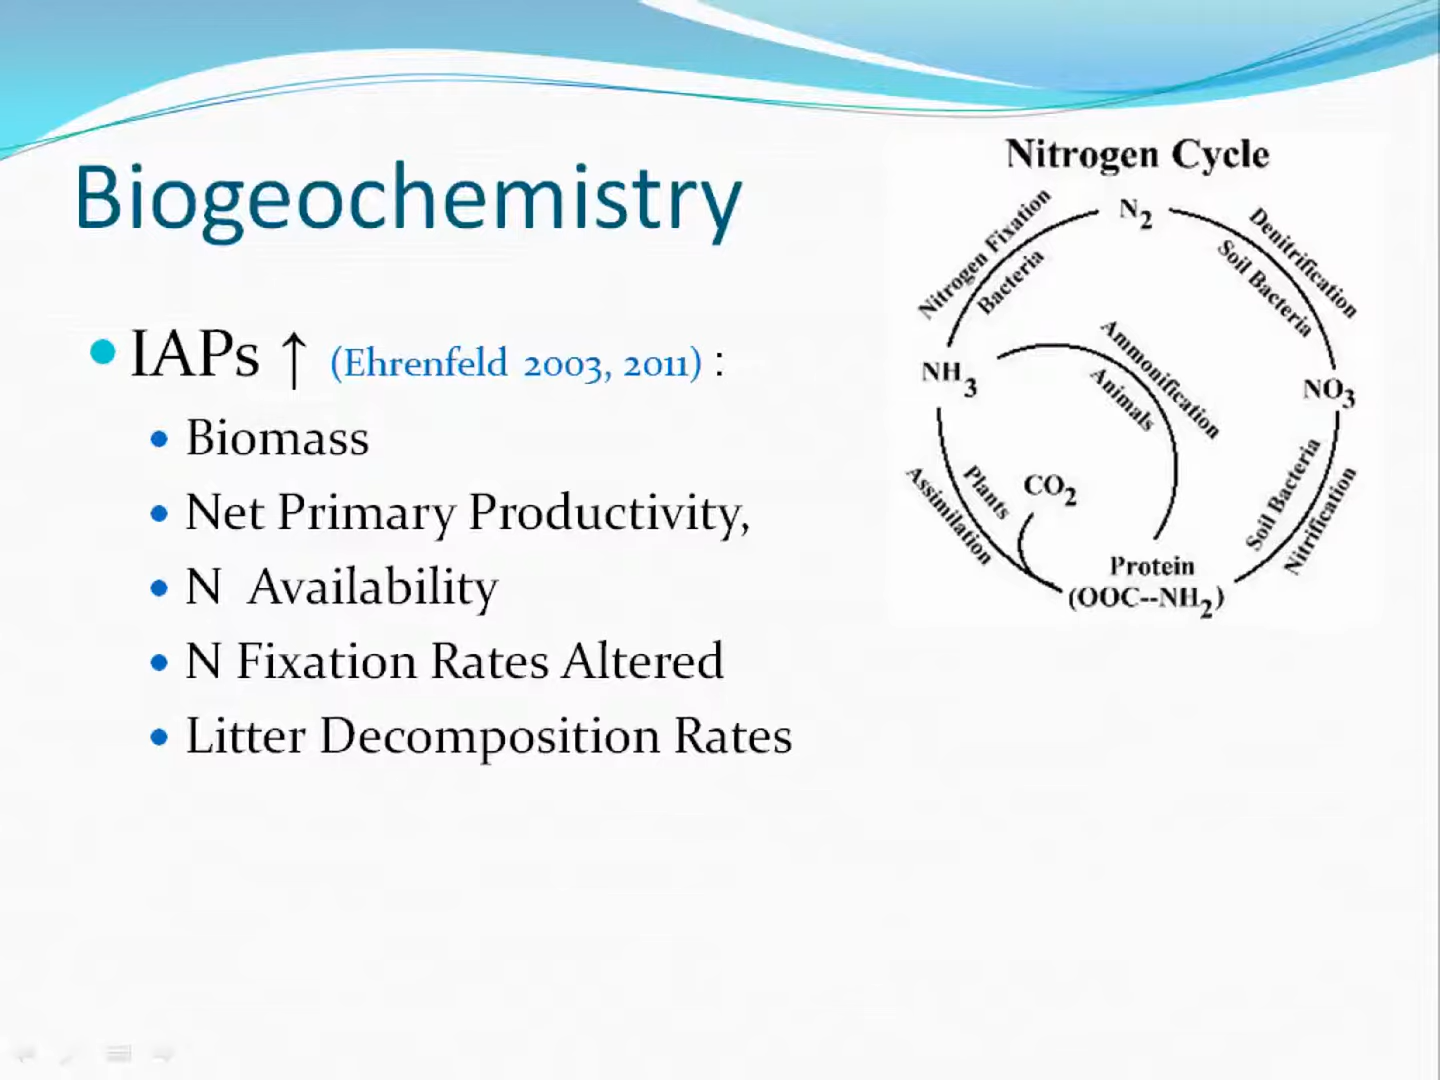 Biogeochemistry
IAPs ↑ (Ehrenfeld 2003, 2011) :
Biomass
Net Primary Productivity,
N Availability
N Fixation Rates Altered
Litter Decomposition Rates
Nitrogen Cycle
N2
Nitrogen Fixation
Bacteria
Denitrification
Soil Bacteria
NH3
Ammonification
Animals
NO3
Assimilation
Plants
CO2
Soil Bacteria
Nitrification
Protein
(OOC--NH2)